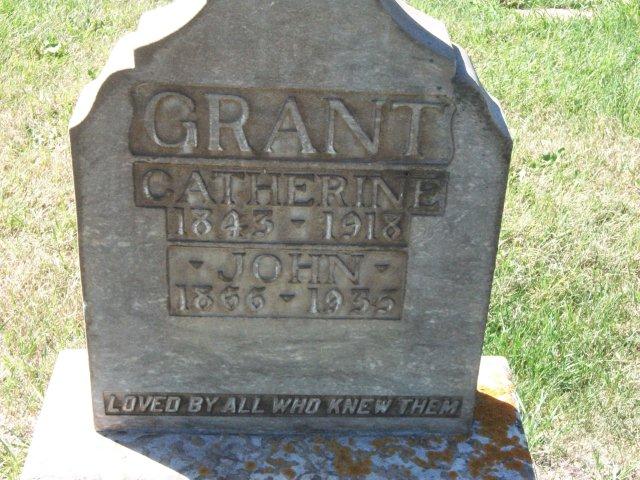 GRANT
CATHERINE
1843 - 1918
- JOHN -
1866 - 1935
LOVED BY ALL WHO KNEW THEM